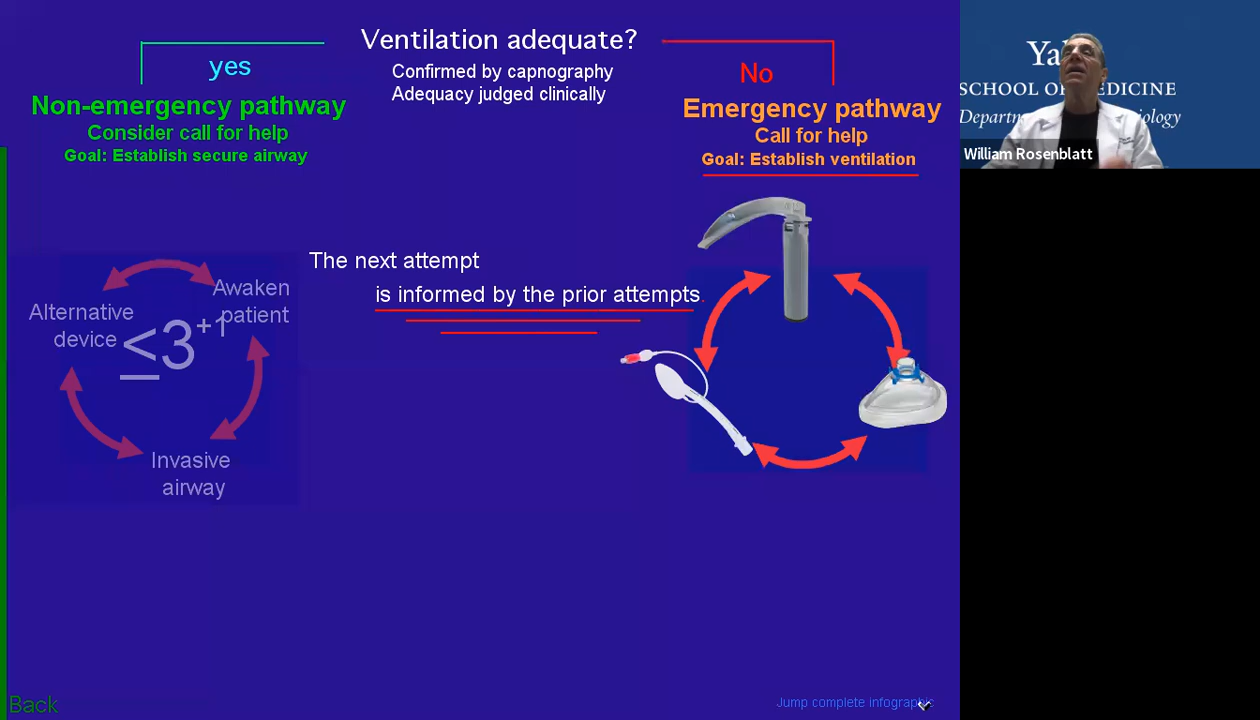 Ventilation adequate?
yes
Confirmed by capnography
Adequacy judged clinically
No
Non-emergency pathway
Consider call for help
Goal: Establish secure airway
Emergency pathway
Call for help
Goal: Establish ventilation
The next attempt
is informed by the prior attempts.
Alternative
device
≤3+1
Awaken
patient
Invasive
airway
Back
Jump complete infographic
SCHOOL OF MEDICINE
William Rosenblatt